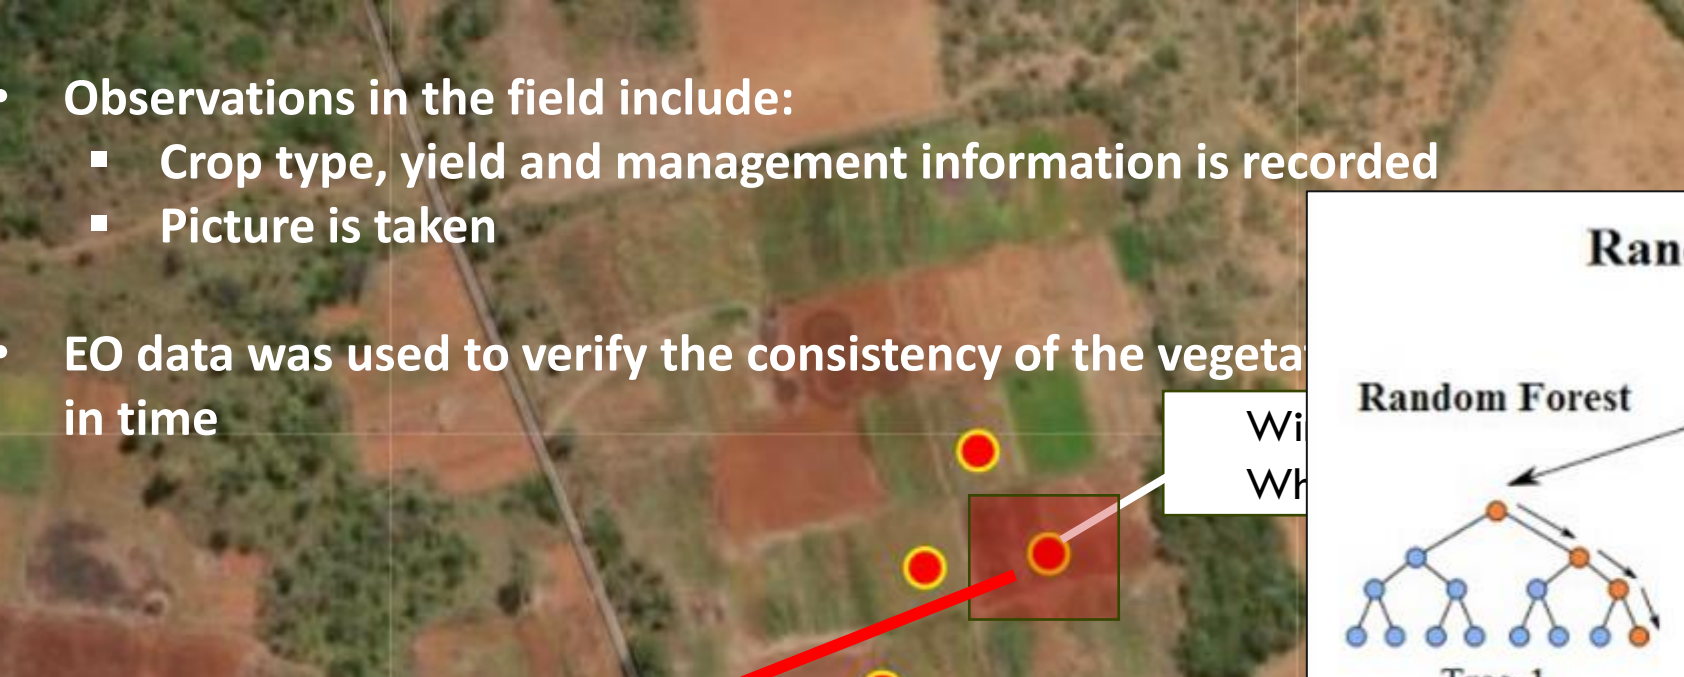 • Observations in the field include:
▪ Crop type, yield and management information is recorded
▪ Picture is taken
• EO data was used to verify the consistency of the
in time
Random Forest